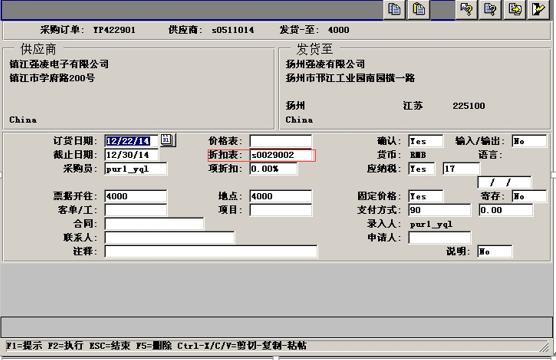 采购订单: YP422901 供应商: s0511014 发货-至: 4000
供应商 发货至
镇江强凌电子有限公司 扬州强凌有限公司
镇江市学府路200号 扬州市邗江工业园南园横一路
扬州 江苏 225100
China China
订货日期: 12/22/14 价格表: 确认: Yes 输入/输出: No
截止日期: 12/30/14 折扣表: s0029002 货币: RMB 语言:
采购员: purl_yql 项折扣: 0.00% 应纳税: Yes 17
/ /
票据开往: 4000 地点: 4000 固定价格: Yes 寄存: No
客单/工: 项目: 支付方式: 90 0.00
合同: 录入人: purl_yql
联系人: 申请人:
注释: 说明: No
F1=提示 F2=执行 ESC=结束 F5=删除 Ctrl-X/C/V=剪切-复制-粘帖